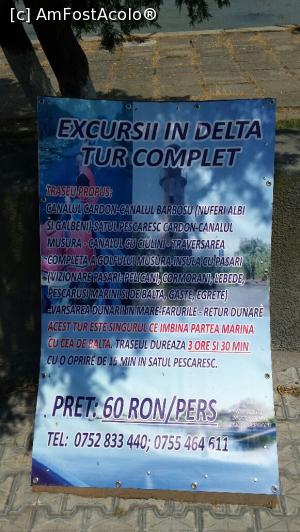 [c] AmFostAcolo®
EXCURSII IN DELTA
TUR COMPLET
TRASEU PROPUS:
CANALUL CARDON-CANALUL BARBOSU (NUFERI ALBI
SI GALBENI), SATUL PESCARESC CARDON-CANALUL
MUSURA - CANALUL CU CIULINI - TRAVERSAREA
COMPLETA A GOLFULUI MUSURA, INSULA CU PASARI
(VIZIONARE PASARI: PELICANI, CORMORANI, LEBEDE,
PESCARUSI MARINI SI DE BALTA, GASTE, EGRETE)
-VARSAREA DUNARII IN MARE-FARURILE - RETUR DUNARE
ACEST TUR ESTE SINGURUL CE IMBINA PARTEA MARINA
CU CEA DE BALTA. TRASEUL DUREAZA 3 ORE SI 30 MIN
CU O OPRIRE DE 15 MIN IN SATUL PESCARESC.
PRET: 60 RON/PERS
TEL: 0752 833 440; 0755 464 611